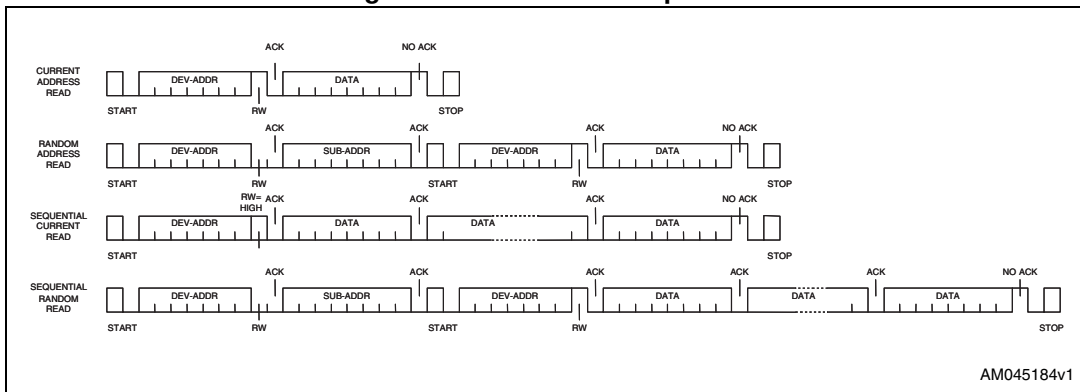 ACK NO ACK
CURRENT
ADDRESS
READ
DEV-ADDR DATA
START RW STOP
ACK ACK ACK NO ACK
RANDOM
ADDRESS
READ
DEV-ADDR SUB-ADDR DEV-ADDR DATA
START RW START RW STOP
RW=
HIGH
ACK ACK ACK NO ACK
SEQUENTIAL
CURRENT
READ
DEV-ADDR DATA DATA DATA
START STOP
ACK ACK ACK ACK ACK NO ACK
SEQUENTIAL
RANDOM
READ
DEV-ADDR SUB-ADDR DEV-ADDR DATA DATA DATA
START RW START RW STOP
AM045184v1